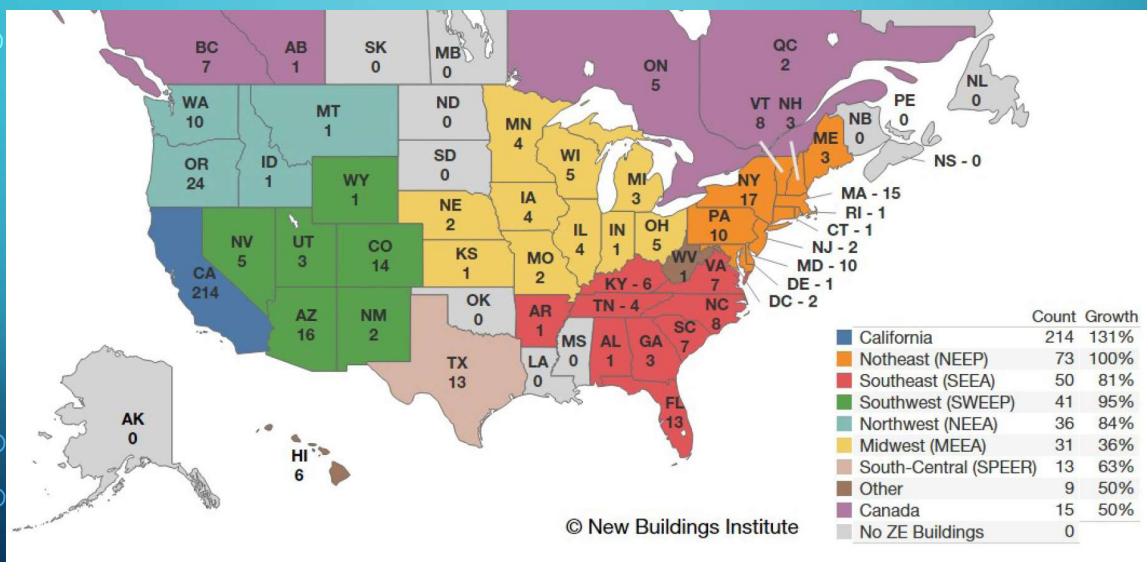 BC
7
AB
1
SK
0
MB
0
ON
5
QC
2
NL
0
PE
0
NB
0
NS - 0
WA
10
MT
1
ND
0
MN
4
VT
8
NH
3
ME
3
OR
24
ID
1
SD
0
WI
5
MI
3
NY
17
MA - 15
RI - 1
CT - 1
NJ - 2
MD - 10
DE - 1
DC - 2
WY
1
NE
2
IA
4
IL
4
IN
1
OH
5
PA
10
CA
214
NV
5
UT
3
CO
14
KS
1
MO
2
WV
1
VA
7
KY - 6
TN - 4
NC
8
AZ
16
NM
2
OK
0
AR
1
SC
7
TX
13
LA
0
MS
0
AL
1
GA
3
FL
13
AK
0
HI
6
Count Growth
California 214 131%
Notheast (NEEP) 73 100%
Southeast (SEEA) 50 81%
Southwest (SWEEP) 41 95%
Northwest (NEEA) 36 84%
Midwest (MEEA) 31 36%
South-Central (SPEER) 13 63%
Other 9 50%
Canada 15 50%
No ZE Buildings 0
© New Buildings Institute